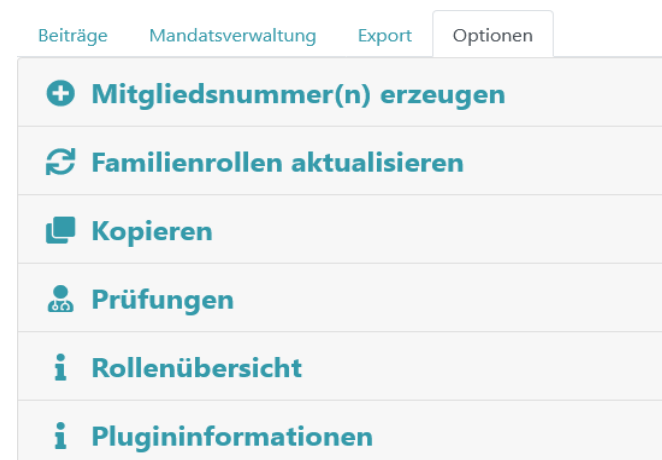 Beiträge Mandatsverwaltung Export Optionen
Mitgliedsnummer(n) erzeugen
Familienrollen aktualisieren
Kopieren
Prüfungen
Rollenübersicht
Plugininformationen